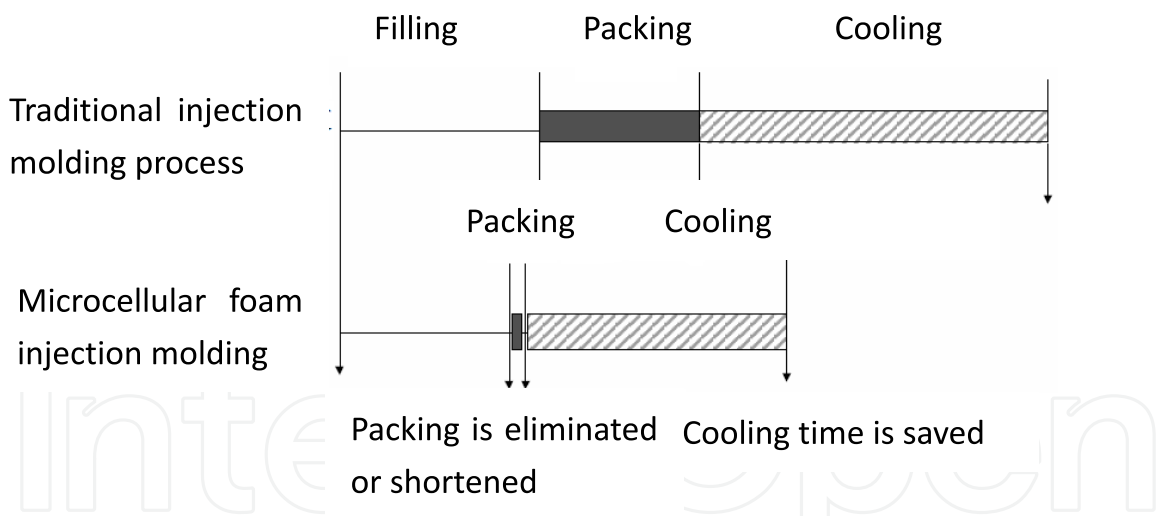 Filling Packing Cooling
Traditional injection
molding process
Packing Cooling
Microcellular foam
injection molding
Packing is eliminated
or shortened
Cooling time is saved